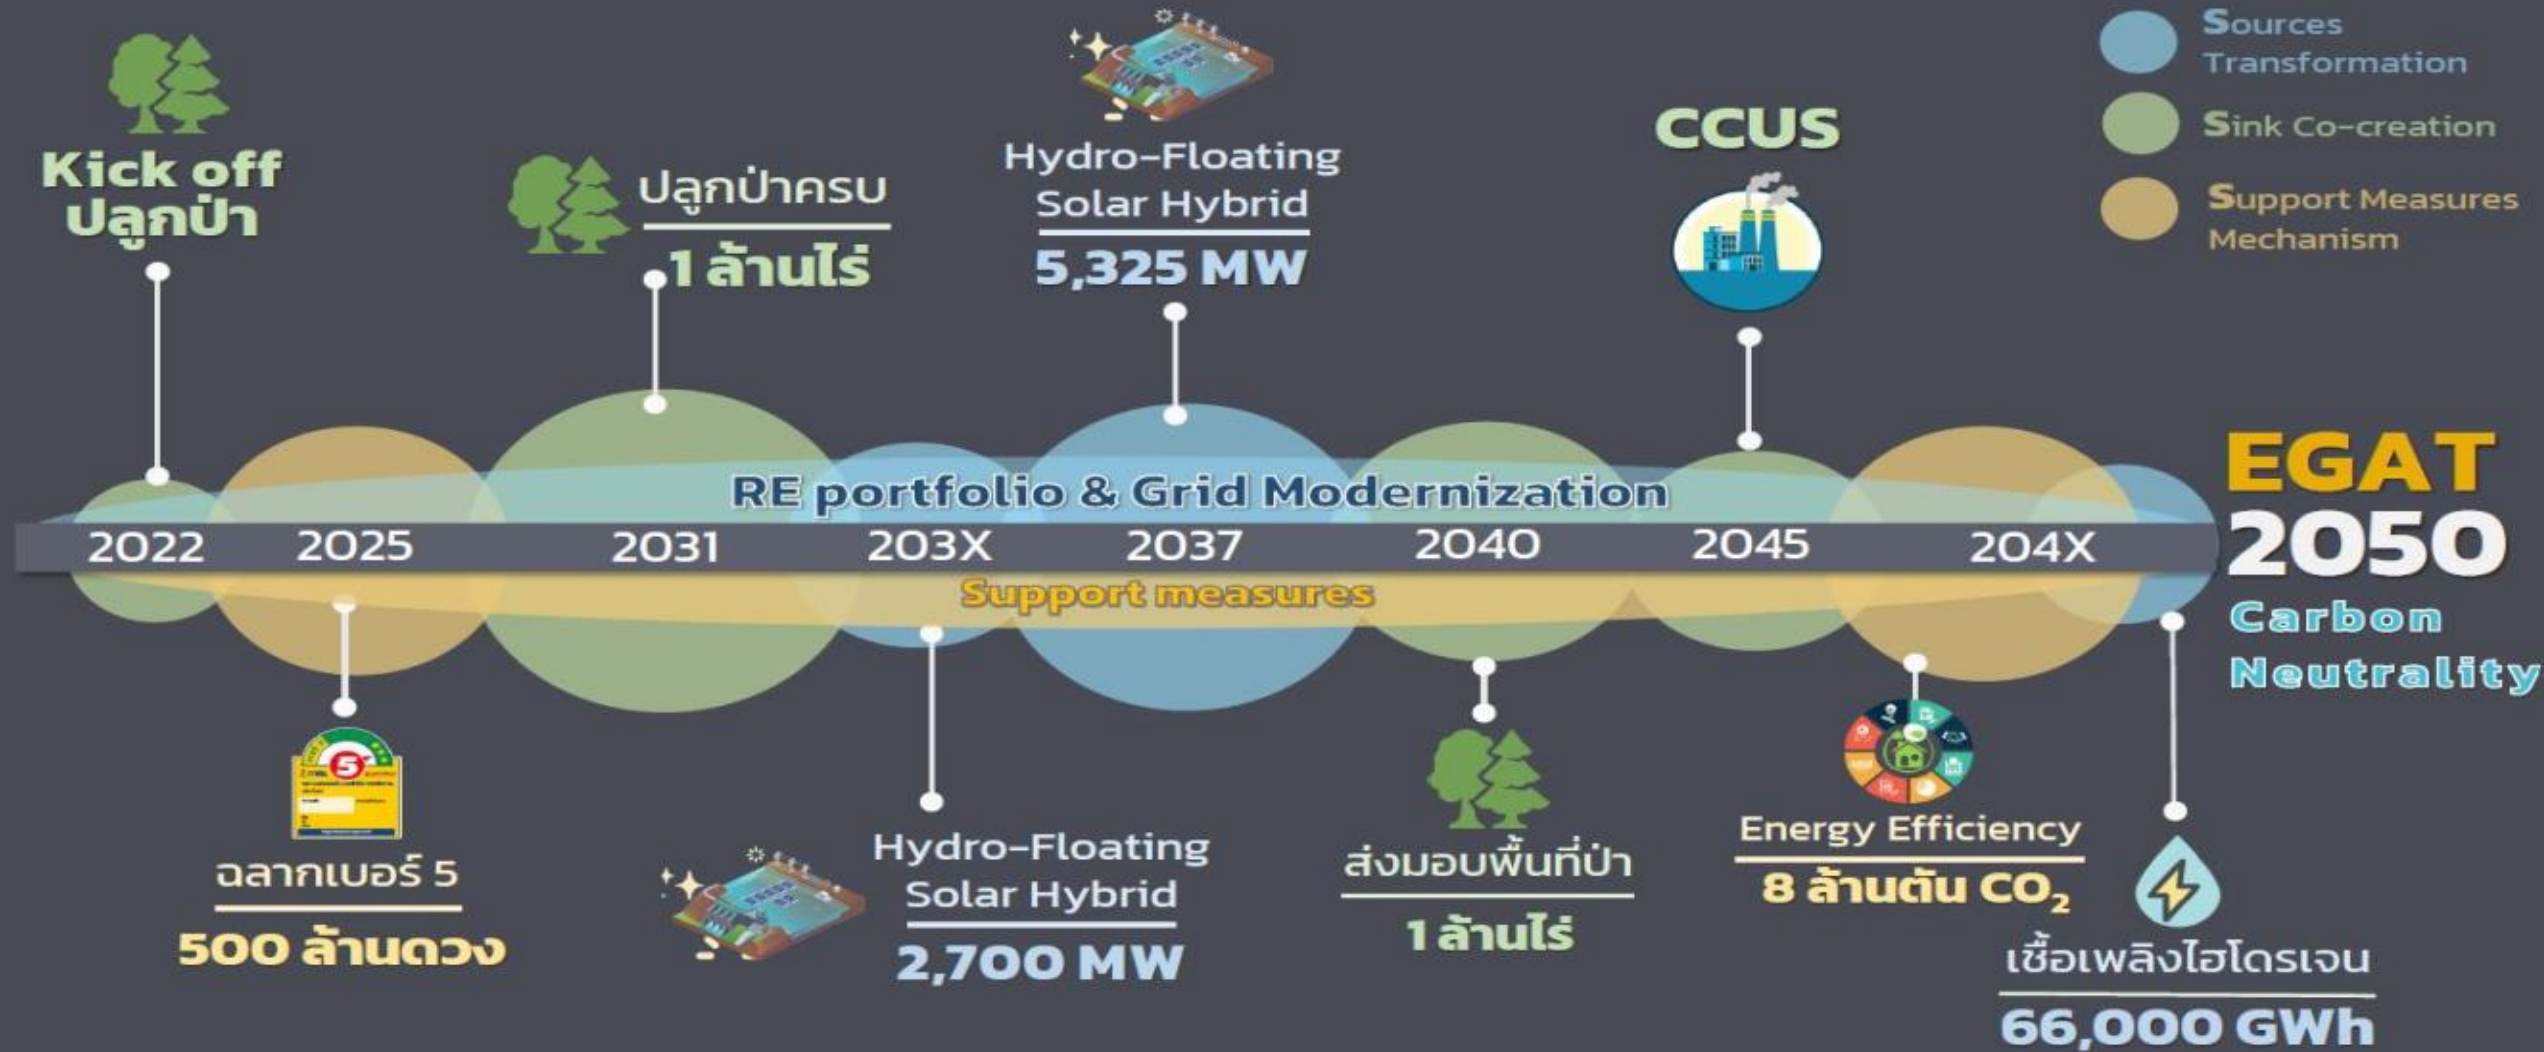 Kick off
ปลูกป่า
ปลูกป่าครบ
1 ล้านไร่
Hydro-Floating
Solar Hybrid
5,325 MW
CCUS
Sources
Transformation
Sink Co-creation
Support Measures
Mechanism
RE portfolio & Grid Modernization
2022 2025 2031 203X 2037 2040 2045 204X
Support measures
EGAT
2050
Carbon
Neutrality
5
ฉลากเบอร์ 5
500 ล้านดวง
Hydro-Floating
Solar Hybrid
2,700 MW
ส่งมอบพื้นที่ป่า
1 ล้านไร่
Energy Efficiency
8 ล้านตัน CO₂
เชื้อเพลิงไฮโดรเจน
66,000 GWh